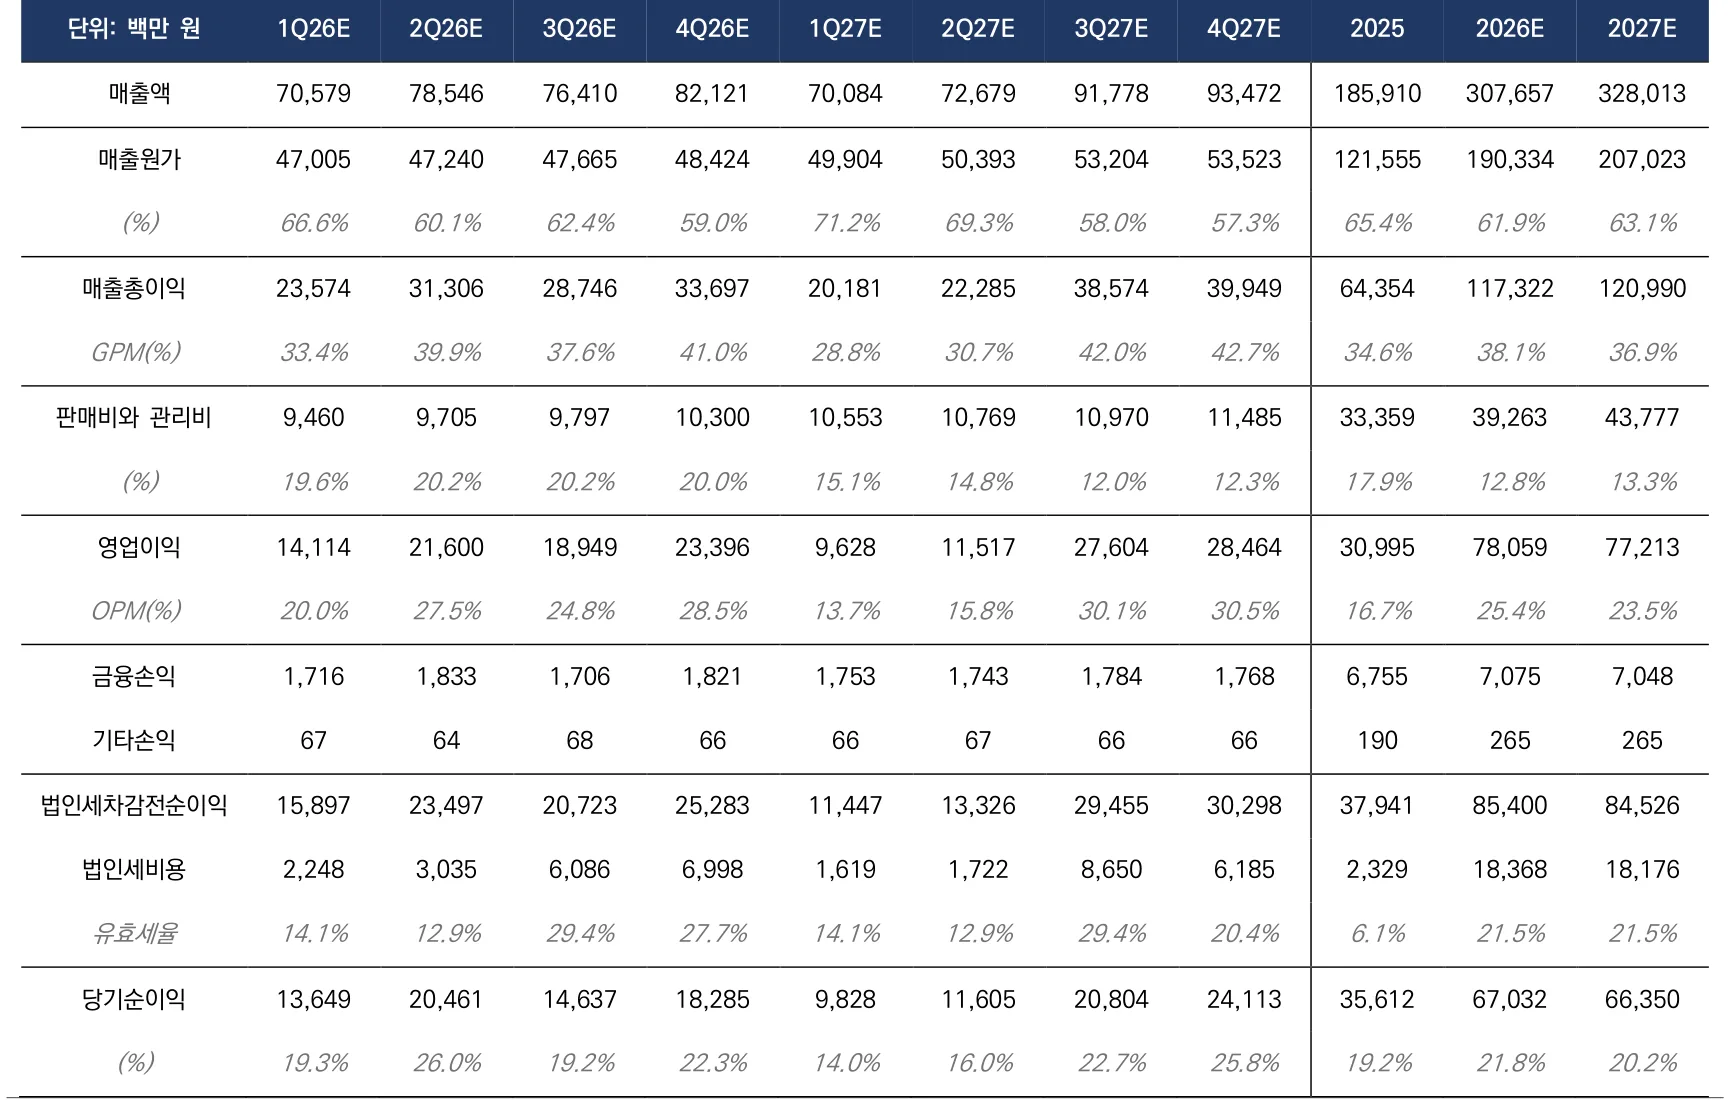 단위: 백만 원 1Q26E 2Q26E 3Q26E 4Q26E 1Q27E 2Q27E 3Q27E 4Q27E 2025 2026E 2027E
매출액 70,579 78,546 76,410 82,121 70,084 72,679 91,778 93,472 185,910 307,657 328,013
매출원가 47,005 47,240 47,665 48,424 49,904 50,393 53,204 53,523 121,555 190,334 207,023
(%) 66.6% 60.1% 62.4% 59.0% 71.2% 69.3% 58.0% 57.3% 65.4% 61.9% 63.1%
매출총이익 23,574 31,306 28,746 33,697 20,181 22,285 38,574 39,949 64,354 117,322 120,990
GPM(%) 33.4% 39.9% 37.6% 41.0% 28.8% 30.7% 42.0% 42.7% 34.6% 38.1% 36.9%
판매비와 관리비 9,460 9,705 9,797 10,300 10,553 10,769 10,970 11,485 33,359 39,263 43,777
(%) 19.6% 20.2% 20.2% 20.0% 15.1% 14.8% 12.0% 12.3% 17.9% 12.8% 13.3%
영업이익 14,114 21,600 18,949 23,396 9,628 11,517 27,604 28,464 30,995 78,059 77,213
OPM(%) 20.0% 27.5% 24.8% 28.5% 13.7% 15.8% 30.1% 30.5% 16.7% 25.4% 23.5%
금융손익 1,716 1,833 1,706 1,821 1,753 1,743 1,784 1,768 6,755 7,075 7,048
기타손익 67 64 68 66 66 67 66 66 190 265 265
법인세차감전순이익 15,897 23,497 20,723 25,283 11,447 13,326 29,455 30,298 37,941 85,400 84,526
법인세비용 2,248 3,035 6,086 6,998 1,619 1,722 8,650 6,185 2,329 18,368 18,176
유효세율 14.1% 12.9% 29.4% 27.7% 14.1% 12.9% 29.4% 20.4% 6.1% 21.5% 21.5%
당기순이익 13,649 20,461 14,637 18,285 9,828 11,605 20,804 24,113 35,612 67,032 66,350
(%) 19.3% 26.0% 19.2% 22.3% 14.0% 16.0% 22.7% 25.8% 19.2% 21.8% 20.2%